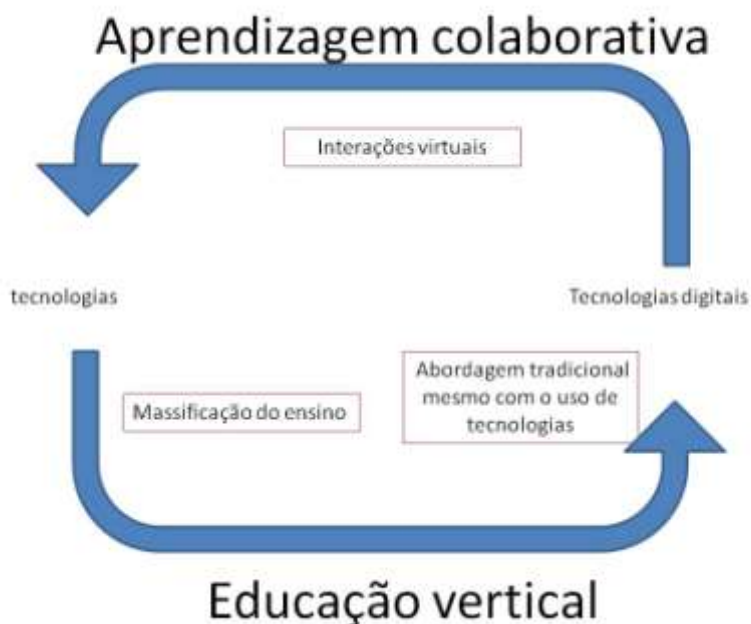 Aprendizagem colaborativa
Interações virtuais
tecnologias
Tecnologias digitais
Massificação do ensino
Abordagem tradicional
mesmo com o uso de
tecnologias
Educação vertical